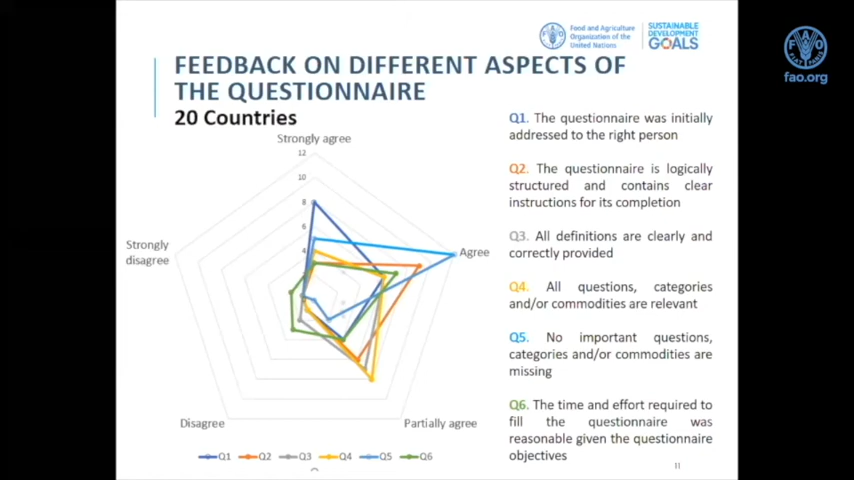 Food and Agriculture
Organization of the
United Nations
SUSTAINABLE
DEVELOPMENT
GOALS
FAO
FIAT PANIS
fao.org
FEEDBACK ON DIFFERENT ASPECTS OF
THE QUESTIONNAIRE
20 Countries
Strongly agree
12
10
8
6
4
Agree
Partially agree
Disagree
Strongly
disagree
Q1 Q2 Q3 Q4 Q5 Q6
Q1. The questionnaire was initially
addressed to the right person
Q2. The questionnaire is logically
structured and contains clear
instructions for its completion
Q3. All definitions are clearly and
correctly provided
Q4. All questions, categories
and/or commodities are relevant
Q5. No important questions,
categories and/or commodities are
missing
Q6. The time and effort required to
fill the questionnaire was
reasonable given the questionnaire
objectives
11